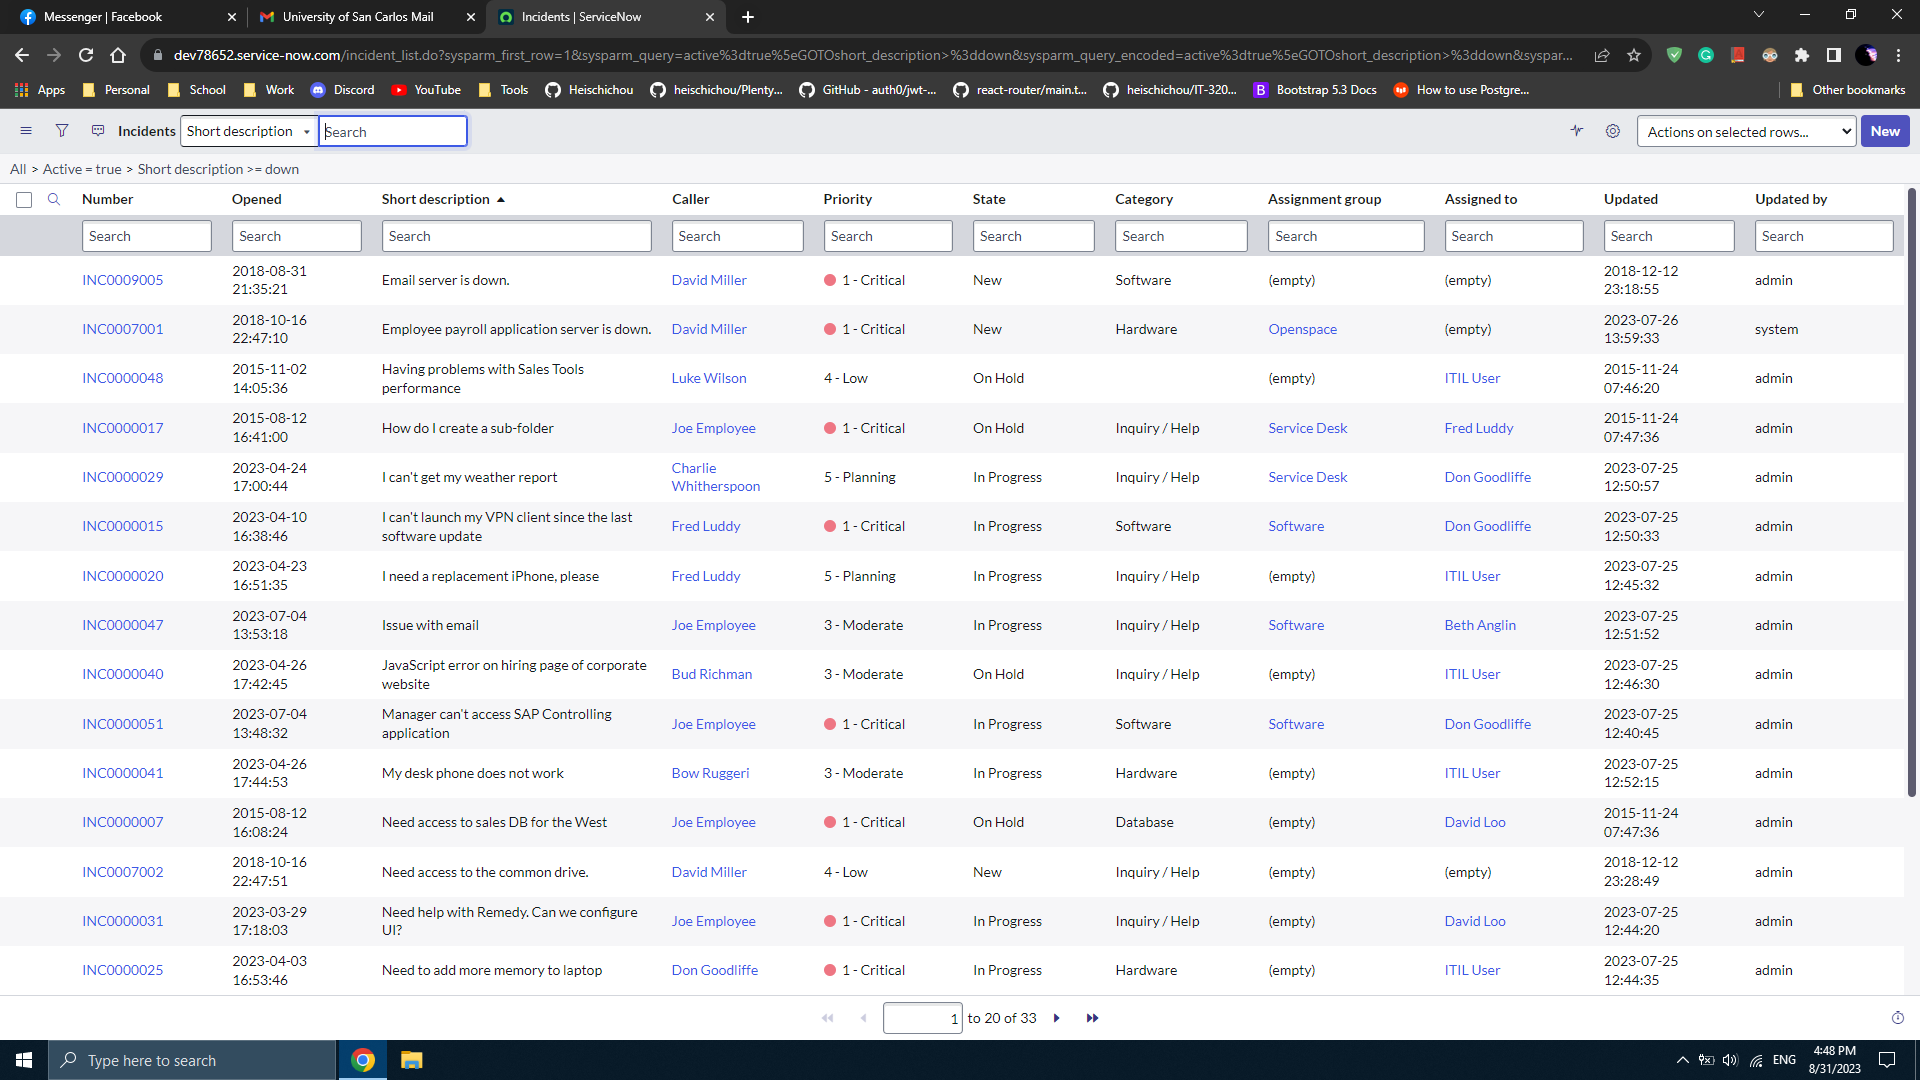 Messenger | Facebook
University of San Carlos Mail
Incidents | ServiceNow
dev78652.service-now.com/incident_list.do?sysparm_first_row=1&sysparm_query=active%3dtrue%5eGOTOshort_description>%3ddown&sysparm_query_encoded=active%3dtrue%5eGOTOshort_description>%3ddown&syspar...
Apps Personal School Work Discord YouTube Tools Heischichou heischichou/Plenty... GitHub - auth0/jwt-... react-router/main.t... heischichou/IT-320... Bootstrap 5.3 Docs How to use Postgre... Other bookmarks
Incidents Short description Search Actions on selected rows... New
All > Active = true > Short description >= down
Number Opened Short description Caller Priority State Category Assignment group Assigned to Updated Updated by
Search Search Search Search Search Search Search Search Search Search Search
INC0009005 2018-08-31 21:35:21 Email server is down. David Miller 1 - Critical New Software (empty) (empty) 2018-12-12 23:18:55 admin
INC0007001 2018-10-16 22:47:10 Employee payroll application server is down. David Miller 1 - Critical New Hardware Openspace (empty) 2023-07-26 13:59:33 system
INC0000048 2015-11-02 14:05:36 Having problems with Sales Tools performance Luke Wilson 4 - Low On Hold (empty) ITIL User 2015-11-24 07:46:20 admin
INC0000017 2015-08-12 16:41:00 How do I create a sub-folder Joe Employee 1 - Critical On Hold Inquiry / Help Service Desk Fred Luddy 2015-11-24 07:47:36 admin
INC0000029 2023-04-24 17:00:44 I can't get my weather report Charlie Whitherspoon 5 - Planning In Progress Inquiry / Help Service Desk Don Goodliffe 2023-07-25 12:50:57 admin
INC0000015 2023-04-10 16:38:46 I can't launch my VPN client since the last software update Fred Luddy 1 - Critical In Progress Software Software Don Goodliffe 2023-07-25 12:50:33 admin
INC0000020 2023-04-23 16:51:35 I need a replacement iPhone, please Fred Luddy 5 - Planning In Progress Inquiry / Help (empty) ITIL User 2023-07-25 12:45:32 admin
INC0000047 2023-07-04 13:53:18 Issue with email Joe Employee 3 - Moderate In Progress Inquiry / Help Software Beth Anglin 2023-07-25 12:51:52 admin
INC0000040 2023-04-26 17:42:45 JavaScript error on hiring page of corporate website Bud Richman 3 - Moderate On Hold Inquiry / Help (empty) ITIL User 2023-07-25 12:46:30 admin
INC0000051 2023-07-04 13:48:32 Manager can't access SAP Controlling application Joe Employee 1 - Critical In Progress Software Software Don Goodliffe 2023-07-25 12:40:45 admin
INC0000041 2023-04-26 17:44:53 My desk phone does not work Bow Ruggeri 3 - Moderate In Progress Hardware (empty) ITIL User 2023-07-25 12:52:15 admin
INC0000007 2015-08-12 16:08:24 Need access to sales DB for the West Joe Employee 1 - Critical On Hold Database (empty) David Loo 2015-11-24 07:47:36 admin
INC0007002 2018-10-16 22:47:51 Need access to the common drive. David Miller 4 - Low New Inquiry / Help (empty) (empty) 2018-12-12 23:28:49 admin
INC0000031 2023-03-29 17:18:03 Need help with Remedy. Can we configure UI? Joe Employee 1 - Critical In Progress Inquiry / Help (empty) David Loo 2023-07-25 12:44:20 admin
INC0000025 2023-04-03 16:53:46 Need to add more memory to laptop Don Goodliffe 1 - Critical In Progress Hardware (empty) ITIL User 2023-07-25 12:44:35 admin
1 to 20 of 33
Type here to search
ENG
4:48 PM
8/31/2023